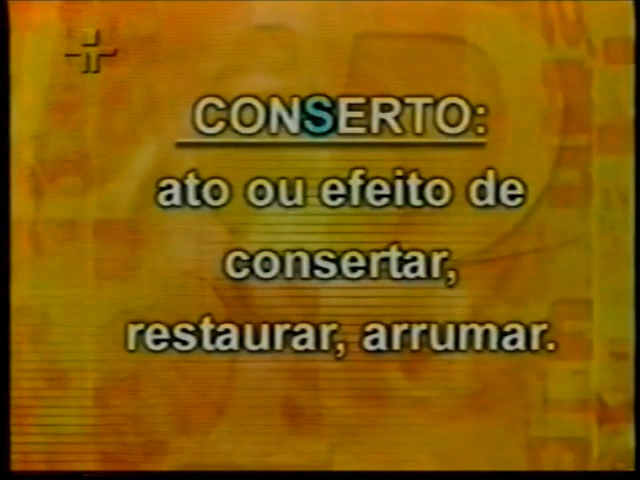 CONSERTO:
ato ou efeito de
consertar,
restaurar, arrumar.